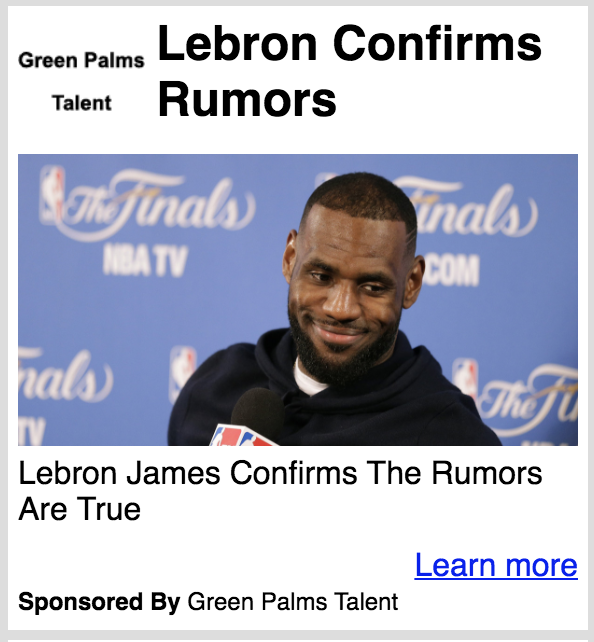 Green Palms
Talent
Lebron Confirms
Rumors
The Finals
Finals
NBA TV
.COM
nals
The Fi
TV
NBA
Lebron James Confirms The Rumors
Are True
Learn more
Sponsored By Green Palms Talent